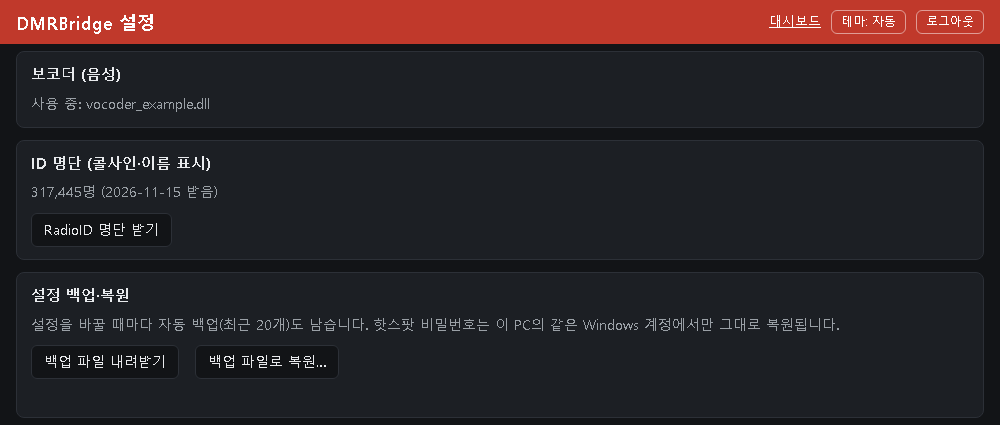 DMRBridge 설정
대시보드 테마: 자동 로그아웃
보코더 (음성)
사용 중: vocoder_example.dll
ID 명단 (콜사인·이름 표시)
317,445명 (2026-11-15 받음)
RadioID 명단 받기
설정 백업·복원
설정을 바꿀 때마다 자동 백업(최근 20개)도 남습니다. 핫스팟 비밀번호는 이 PC의 같은 Windows 계정에서만 그대로 복원됩니다.
백업 파일 내려받기 백업 파일로 복원...